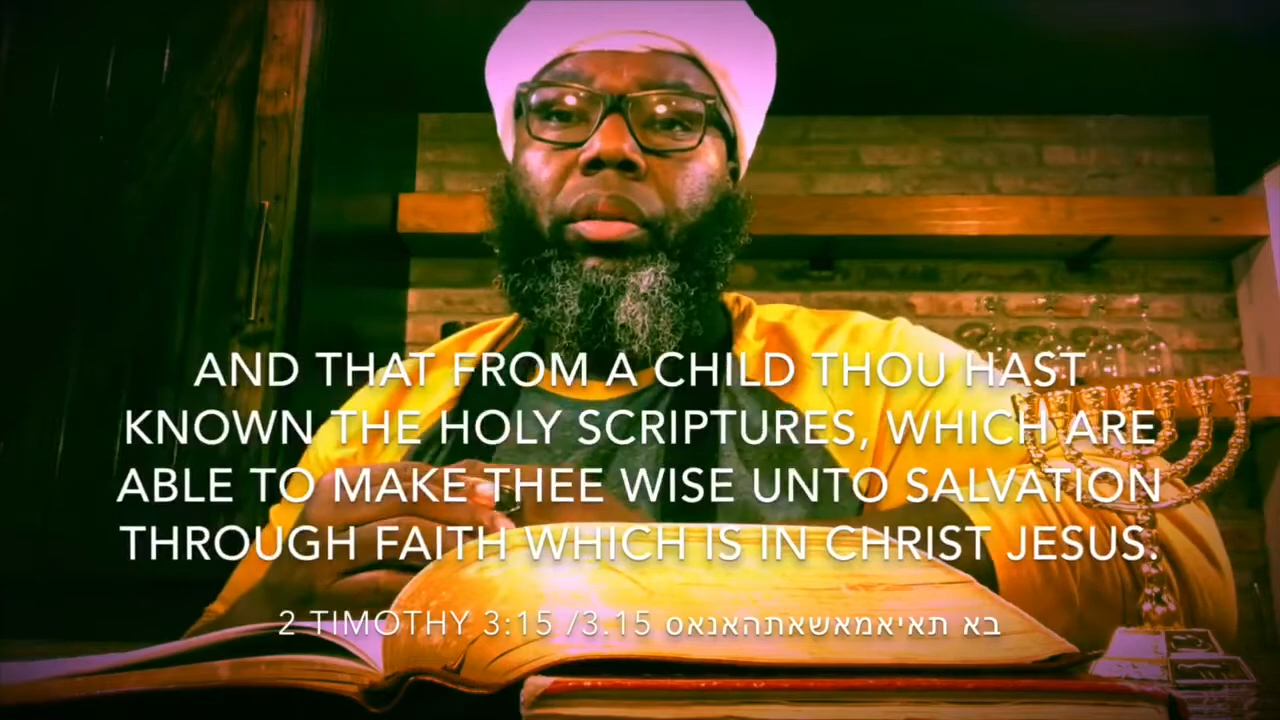 AND THAT FROM A CHILD THOU HAST
KNOWN THE HOLY SCRIPTURES, WHICH ARE
ABLE TO MAKE THEE WISE UNTO SALVATION
THROUGH FAITH WHICH IS IN CHRIST JESUS.
2 TIMOTHY 3:15 /3.15 בא תאיאמאשאתהאנאס